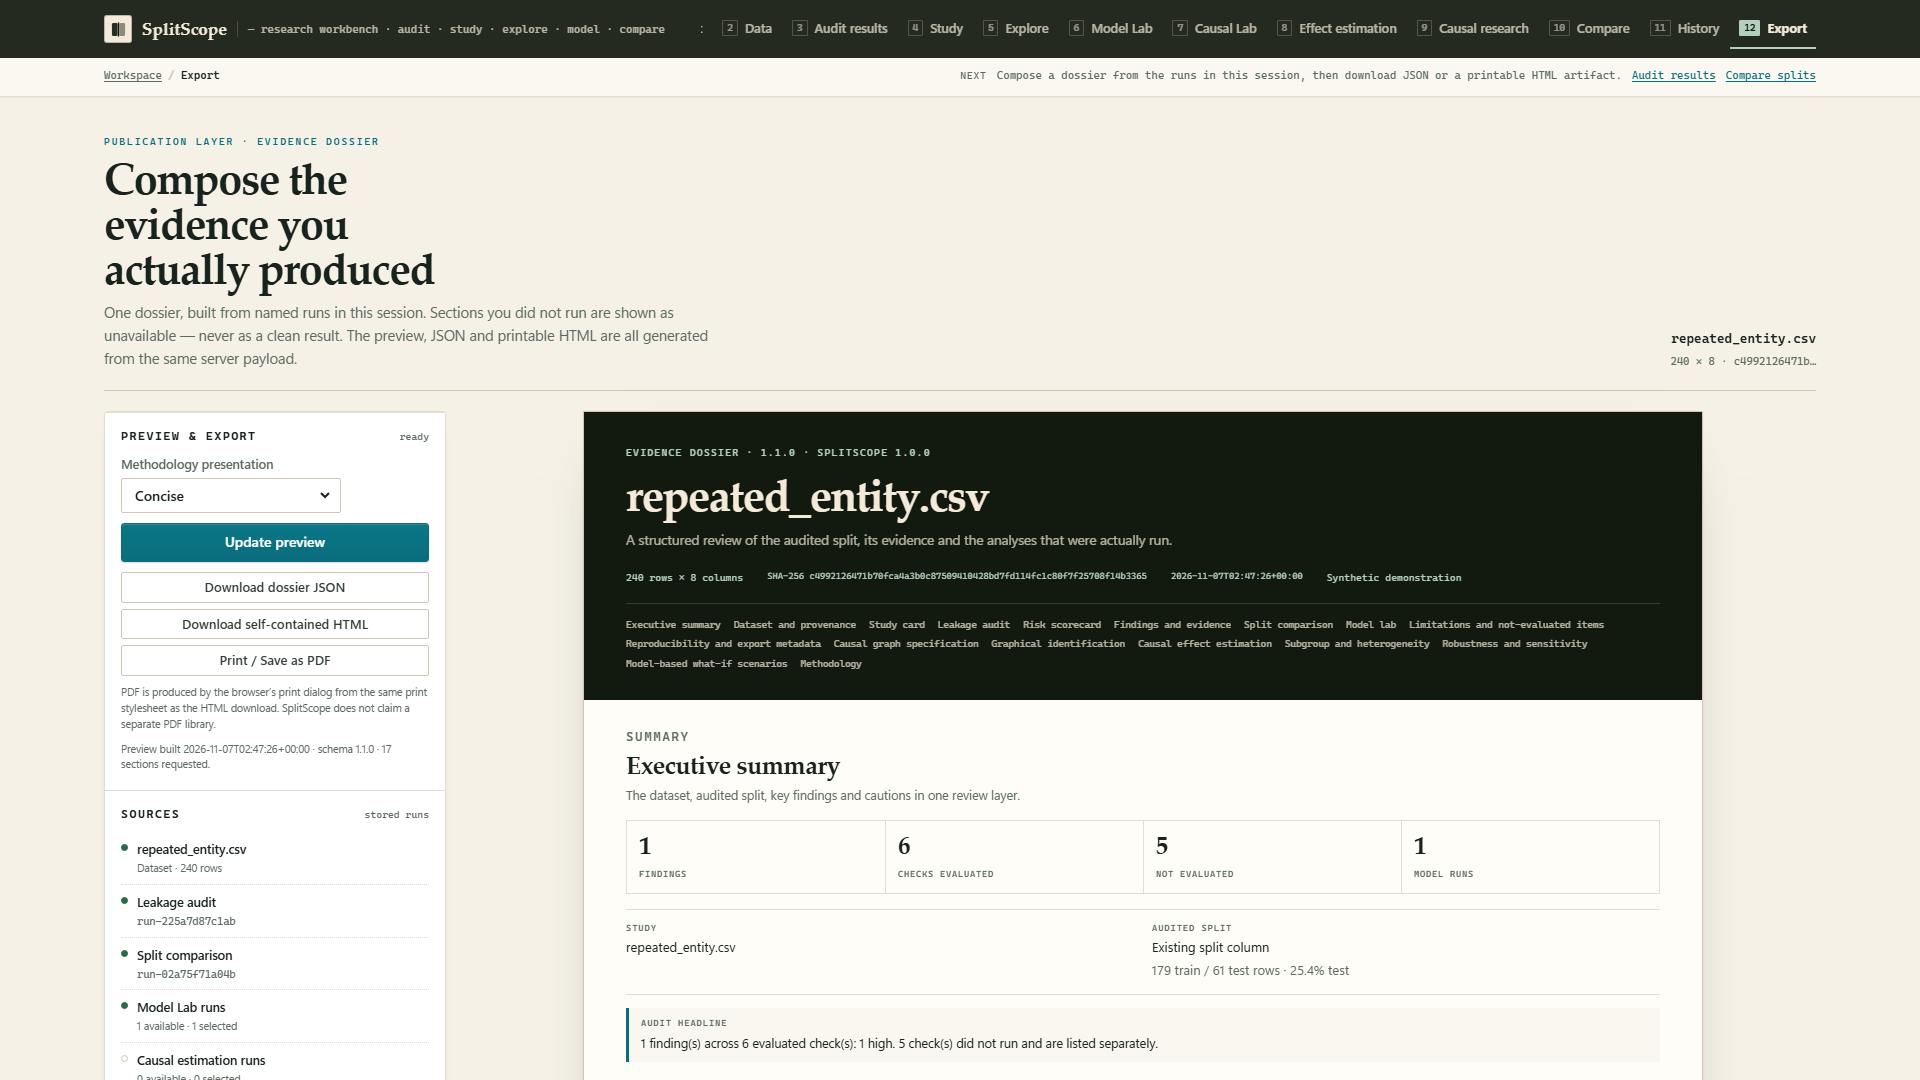 SplitScope — research workbench · audit · study · explore · model · compare : 2 Data 3 Audit results 4 Study 5 Explore 6 Model Lab 7 Causal Lab 8 Effect estimation 9 Causal research 10 Compare 11 History 12 Export
Workspace / Export NEXT Compose a dossier from the runs in this session, then download JSON or a printable HTML artifact. Audit results Compare splits
PUBLICATION LAYER · EVIDENCE DOSSIER
Compose the
evidence you
actually produced
One dossier, built from named runs in this session. Sections you did not run are shown as
unavailable — never as a clean result. The preview, JSON and printable HTML are all generated
from the same server payload.
repeated_entity.csv
240 × 8 · c4992126471b…
PREVIEW & EXPORT ready
Methodology presentation
Concise
Update preview
Download dossier JSON
Download self-contained HTML
Print / Save as PDF
PDF is produced by the browser's print dialog from the same print
stylesheet as the HTML download. SplitScope does not claim a
separate PDF library.
Preview built 2026-11-07T02:47:26+00:00 · schema 1.1.0 · 17
sections requested.
SOURCES stored runs
repeated_entity.csv
Dataset · 240 rows
Leakage audit
run-225a7d87c1ab
Split comparison
run-02a75f71a04b
Model Lab runs
1 available · 1 selected
Causal estimation runs
0 available · 0 selected
EVIDENCE DOSSIER · 1.1.0 · SPLITSCOPE 1.0.0
repeated_entity.csv
A structured review of the audited split, its evidence and the analyses that were actually run.
240 rows × 8 columns SHA-256 c4992126471b70fca4a3b0c87509410428bd7fd114fc1c80f7f25708f14b3365 2026-11-07T02:47:26+00:00 Synthetic demonstration
Executive summary Dataset and provenance Study card Leakage audit Risk scorecard Findings and evidence Split comparison Model lab Limitations and not-evaluated items
Reproducibility and export metadata Causal graph specification Graphical identification Causal effect estimation Subgroup and heterogeneity Robustness and sensitivity
Model-based what-if scenarios Methodology
SUMMARY
Executive summary
The dataset, audited split, key findings and cautions in one review layer.
1 6 5 1
FINDINGS CHECKS EVALUATED NOT EVALUATED MODEL RUNS
STUDY AUDITED SPLIT
repeated_entity.csv Existing split column
179 train / 61 test rows · 25.4% test
AUDIT HEADLINE
1 finding(s) across 6 evaluated check(s): 1 high. 5 check(s) did not run and are listed separately.